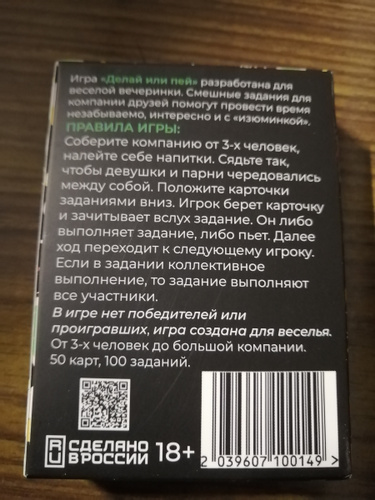 Игра «Делай или пей» разработана для
веселой вечеринки. Смешные задания для
компании друзей помогут провести время
незабываемо, интересно и с «изюминкой».
ПРАВИЛА ИГРЫ:
Соберите компанию от 3-х человек,
налейте себе напитки. Сядьте так,
чтобы девушки и парни чередовались
между собой. Положите карточки
заданиями вниз. Игрок берет карточку
и зачитывает вслух задание. Он либо
выполняет задание, либо пьет. Далее
ход переходит к следующему игроку.
Если в задании коллективное
выполнение, то задание выполняют
все участники.
В игре нет победителей или
проигравших, игра создана для веселья.
От 3-х человек до большой компании.
50 карт, 100 заданий.
СДЕЛАНО
В РОССИИ
18+
2 039607 100149